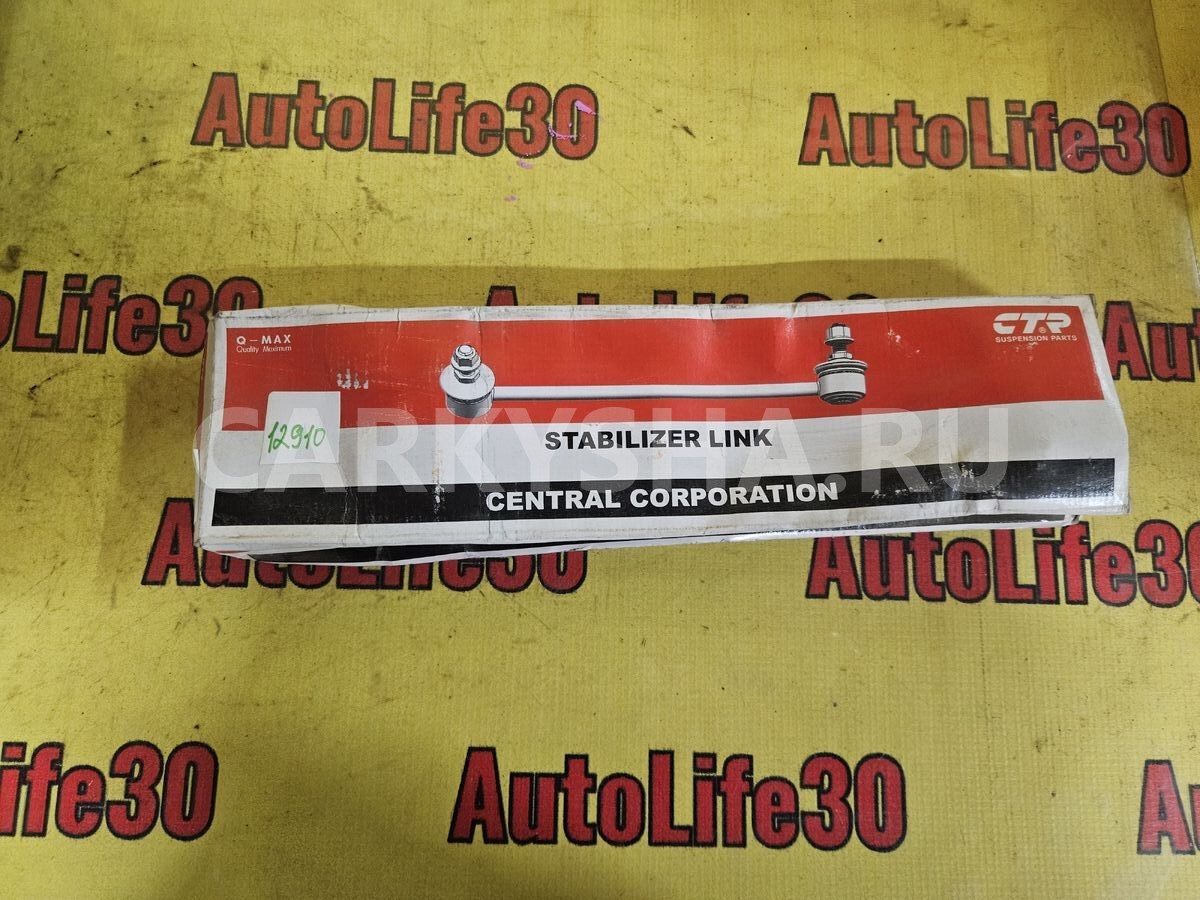 AutoLife30
AutoLife30
oLife30
Au
Q-MAX
Quality Maximum
CTR®
SUSPENSION PARTS
12910
CARKYSHA.RU
STABILIZER LINK
CENTRAL CORPORATION
AutoLife30
AutoLife30
ife30
AutoLife30
A